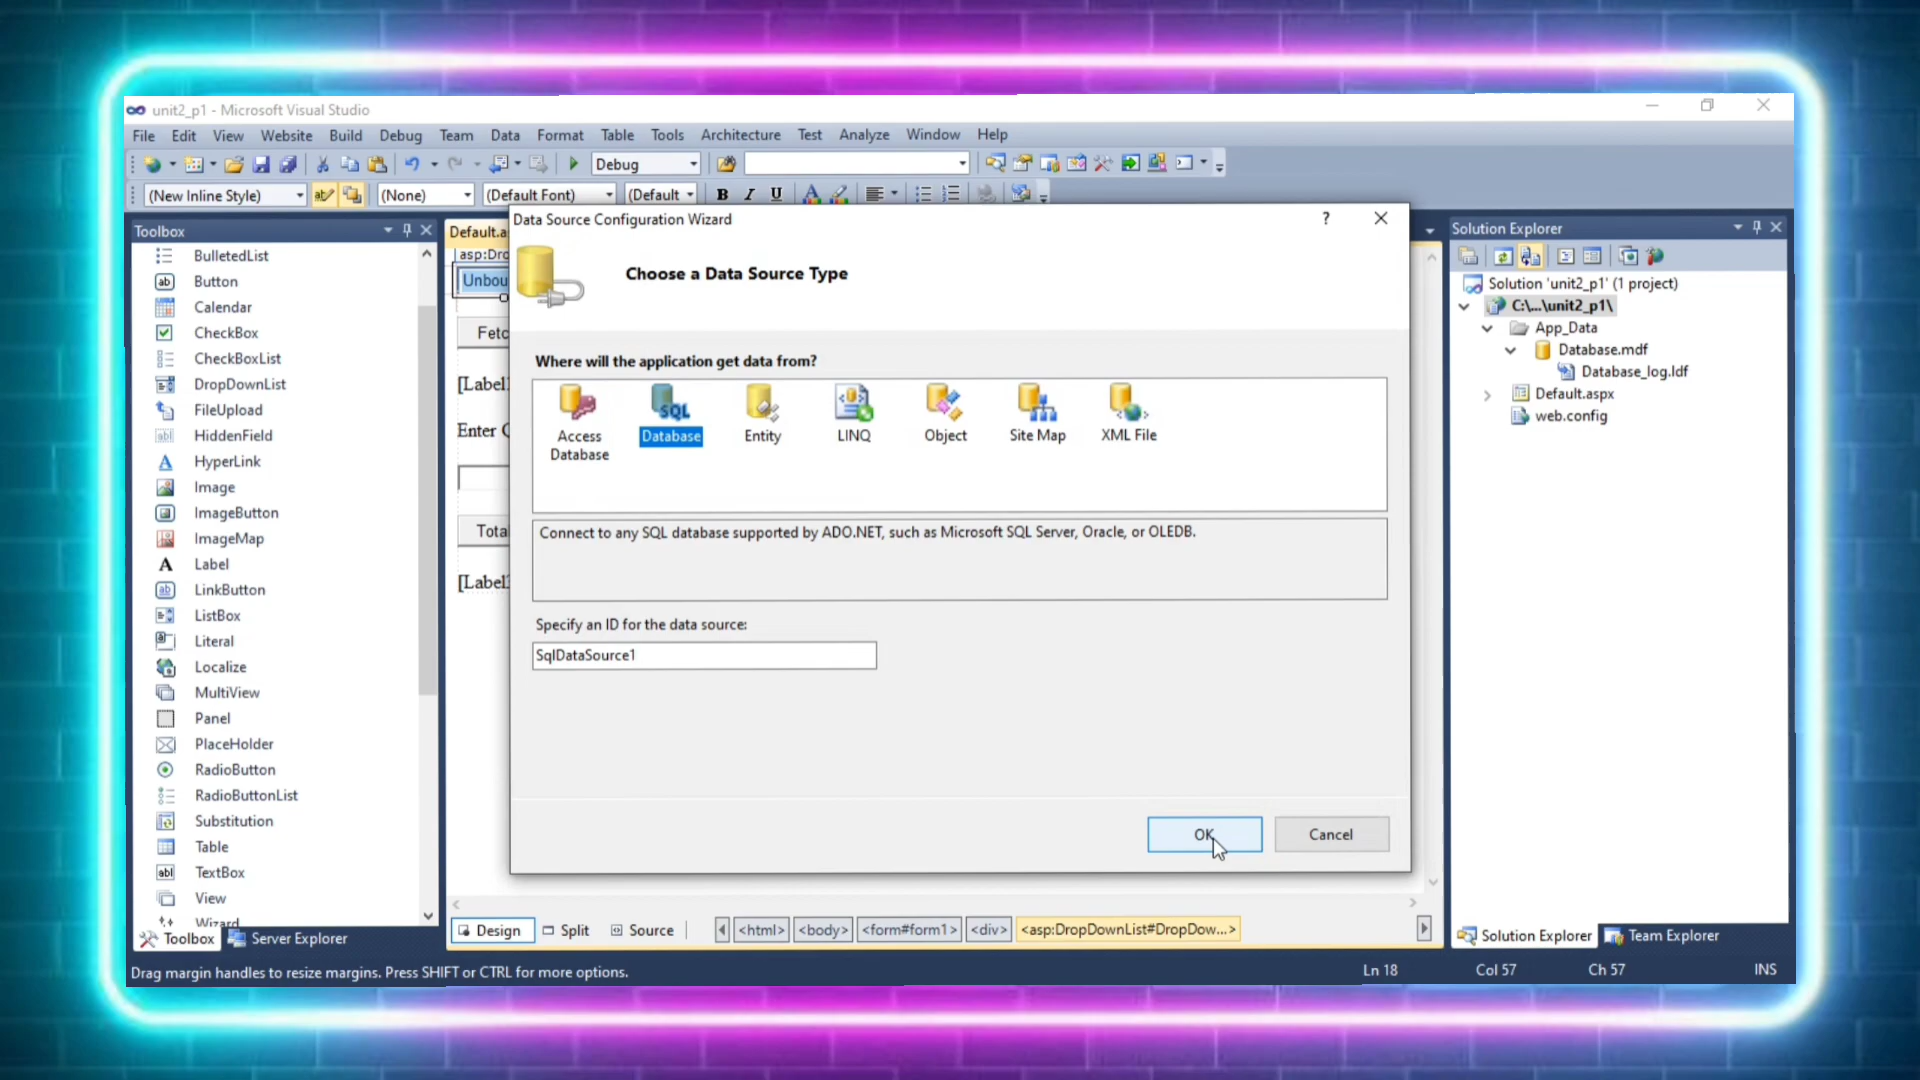 unit2_p1 - Microsoft Visual Studio
File Edit View Website Build Debug Team Data Format Table Tools Architecture Test Analyze Window Help
Debug
(New Inline Style) (None) (Default Font) (Default B I U
Toolbox
BulletedList
Button
Calendar
CheckBox
CheckBoxList
DropDownList
FileUpload
HiddenField
HyperLink
Image
ImageButton
ImageMap
Label
LinkButton
ListBox
Literal
Localize
MultiView
Panel
PlaceHolder
RadioButton
RadioButtonList
Substitution
Table
TextBox
View
Wizard
Toolbox Server Explorer
Default.a
asp:Dro
Unbou
Fetc
[Label
Enter
Tota
[Label
Data Source Configuration Wizard
Choose a Data Source Type
Where will the application get data from?
Access Database
SQL
Database
Entity
LINQ
Object
Site Map
XML File
Connect to any SQL database supported by ADO.NET, such as Microsoft SQL Server, Oracle, or OLEDB.
Specify an ID for the data source:
SqlDataSource1
OK Cancel
Design Split Source <html> <body> <form#form1> <div> <asp:DropDownList#DropDow...>
Solution Explorer
Solution 'unit2_p1' (1 project)
C:\...\unit2_p1\
App_Data
Database.mdf
Database_log.ldf
Default.aspx
web.config
Solution Explorer Team Explorer
Drag margin handles to resize margins. Press SHIFT or CTRL for more options. Ln 18 Col 57 Ch 57 INS